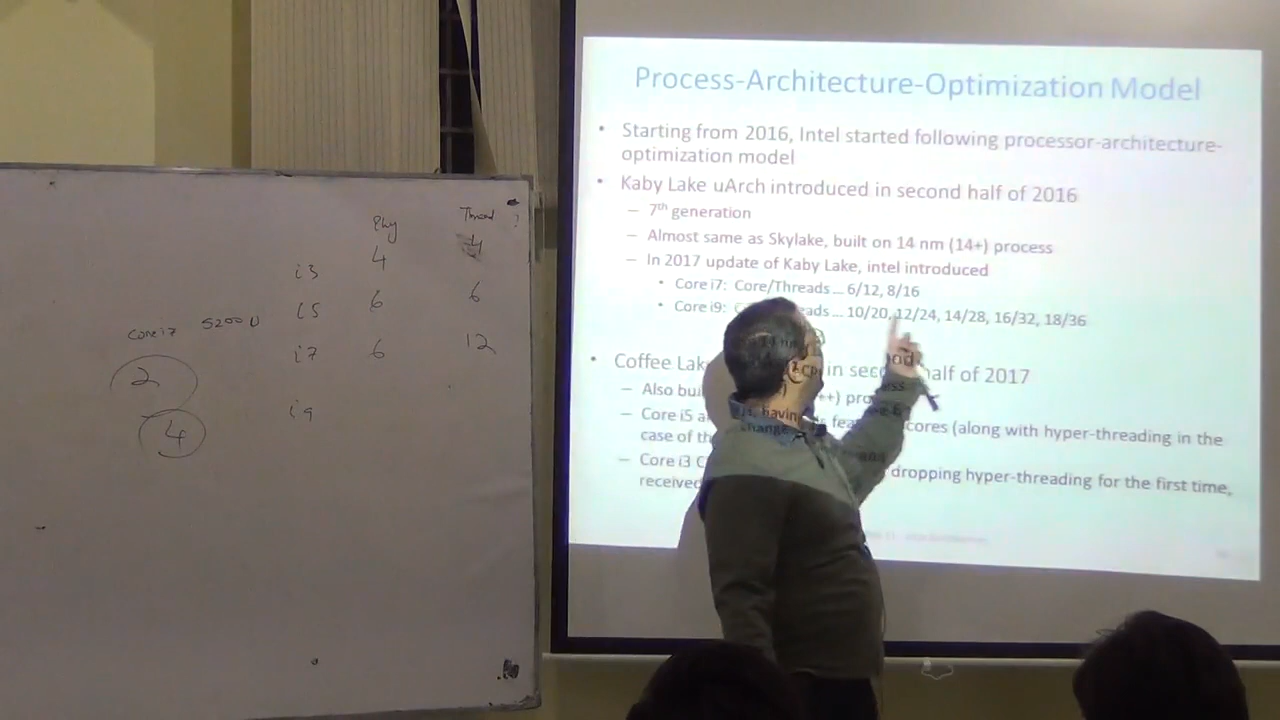 Phy Thread ?
i3 4 4
i5 6 6
Core i7 5200 U
i7 6 12
2
i9
4
Process-Architecture-Optimization Model
• Starting from 2016, Intel started following processor-architecture-
optimization model
• Kaby Lake uArch introduced in second half of 2016
– 7th generation
– Almost same as Skylake, built on 14 nm (14+) process
– In 2017 update of Kaby Lake, intel introduced
• Core i7: Core/Threads ... 6/12, 8/16
• Core i9: ... 10/20, 12/24, 14/28, 16/32, 18/36
• Coffee in second half of 2017
– Also
– Core i5 cores (along with hyper-threading in the
case of
– Core i3 dropping hyper-threading for the first time,